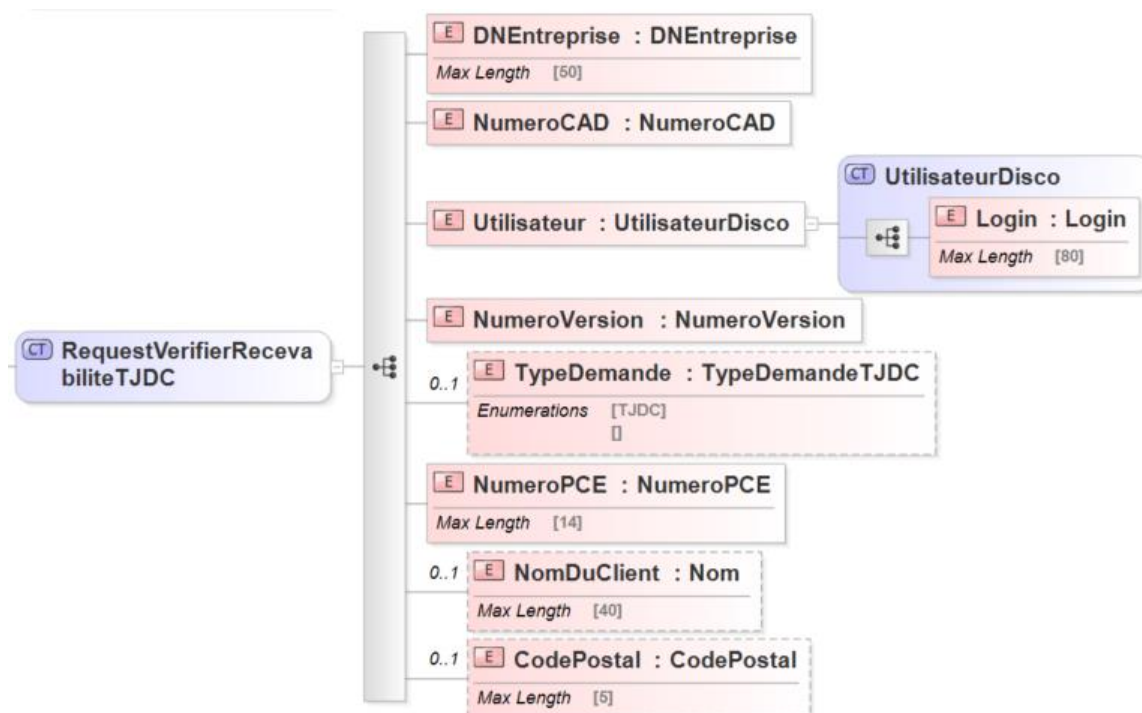 E DNEntreprise : DNEntreprise
Max Length [50]
E NumeroCAD : NumeroCAD
CT UtilisateurDisco
E Utilisateur : UtilisateurDisco
E Login : Login
Max Length [80]
E NumeroVersion : NumeroVersion
CT RequestVerifierReceva
biliteTJDC
0..1 E TypeDemande : TypeDemandeTJDC
Enumerations [TJDC]
[]
E NumeroPCE : NumeroPCE
Max Length [14]
0..1 E NomDuClient : Nom
Max Length [40]
0..1 E CodePostal : CodePostal
Max Length [5]